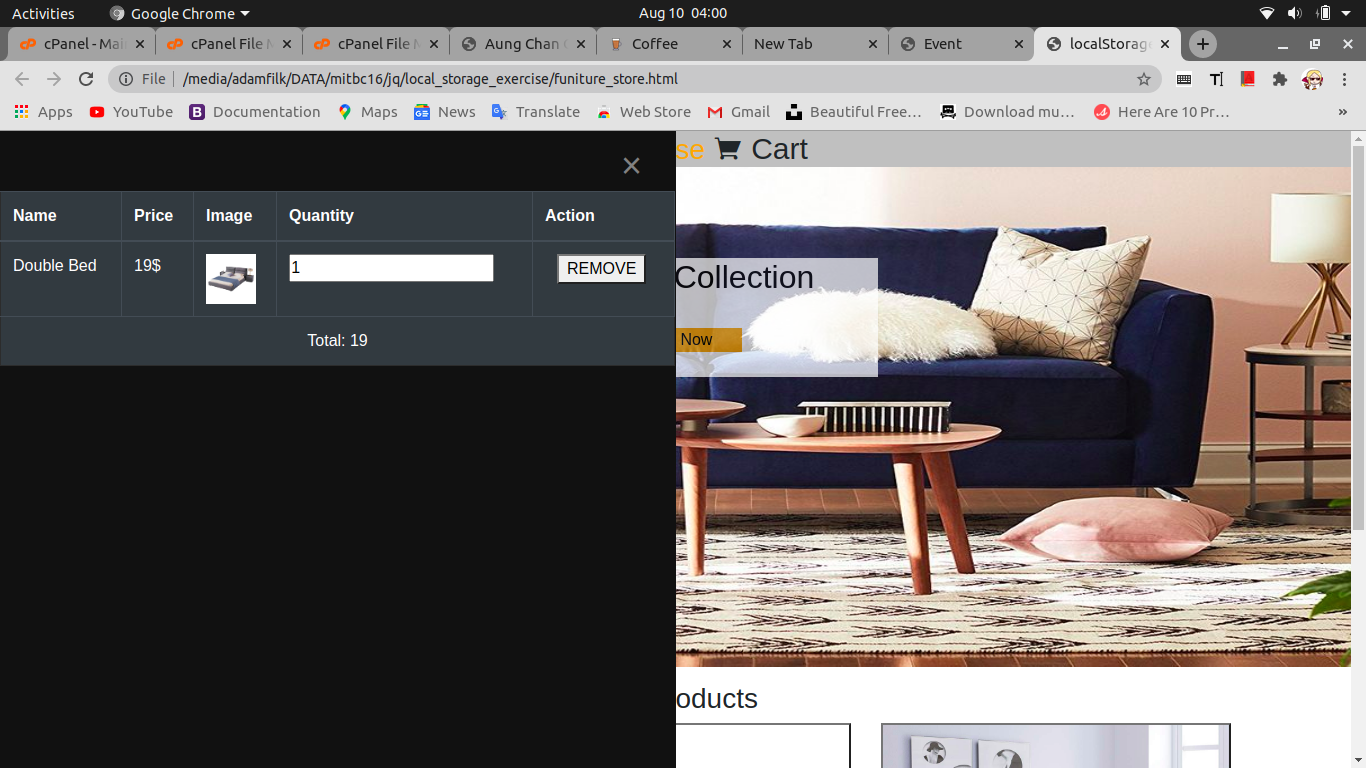 Activities Google Chrome Aug 10 04:00
cPanel - Mai cPanel File M cPanel File M Aung Chan Coffee New Tab Event localStorag
File /media/adamfilk/DATA/mitbc16/jq/local_storage_exercise/funiture_store.html
Apps YouTube Documentation Maps News Translate Web Store Gmail Beautiful Free… Download mu… Here Are 10 Pr… »
se Cart
×
Name Price Image Quantity Action
Double Bed 19$ 1 REMOVE
Total: 19
Collection
Now
oducts